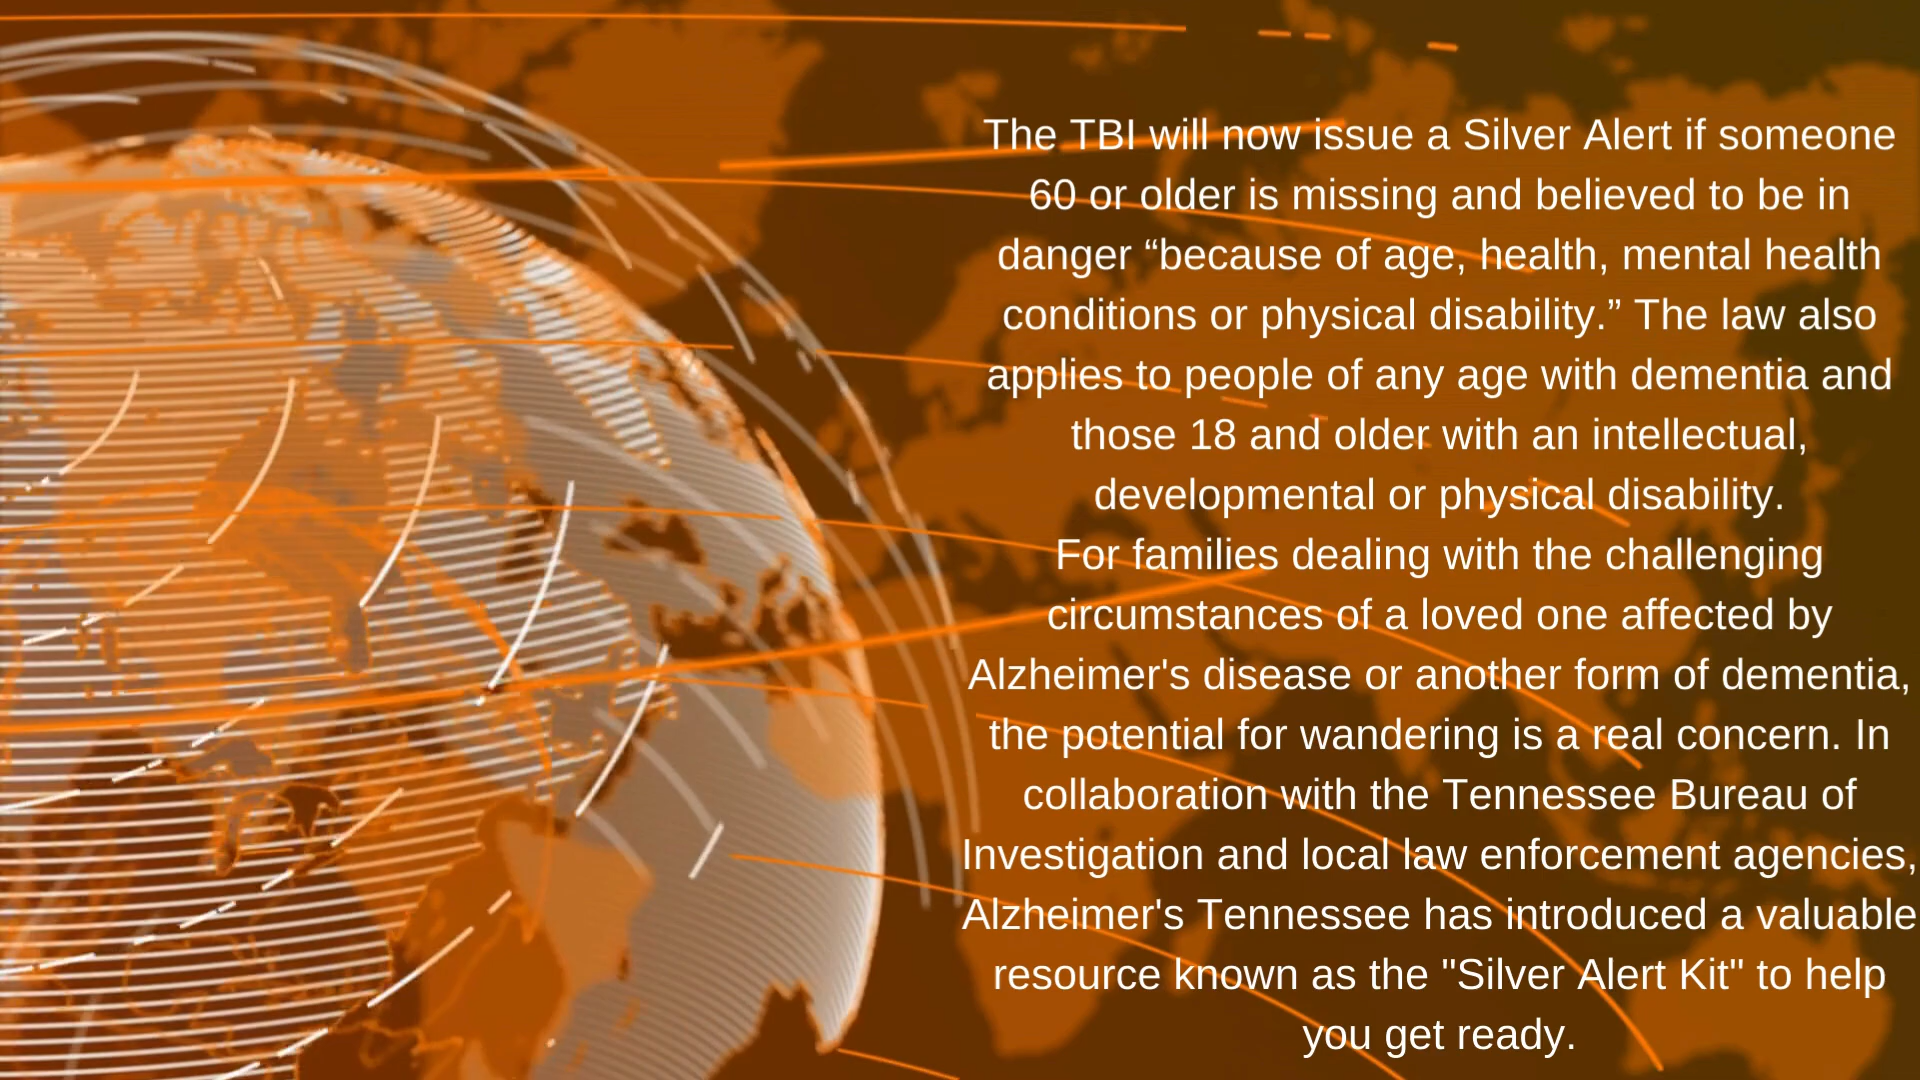 The TBI will now issue a Silver Alert if someone
60 or older is missing and believed to be in
danger “because of age, health, mental health
conditions or physical disability.” The law also
applies to people of any age with dementia and
those 18 and older with an intellectual,
developmental or physical disability.
For families dealing with the challenging
circumstances of a loved one affected by
Alzheimer's disease or another form of dementia,
the potential for wandering is a real concern. In
collaboration with the Tennessee Bureau of
Investigation and local law enforcement agencies,
Alzheimer's Tennessee has introduced a valuable
resource known as the "Silver Alert Kit" to help
you get ready.